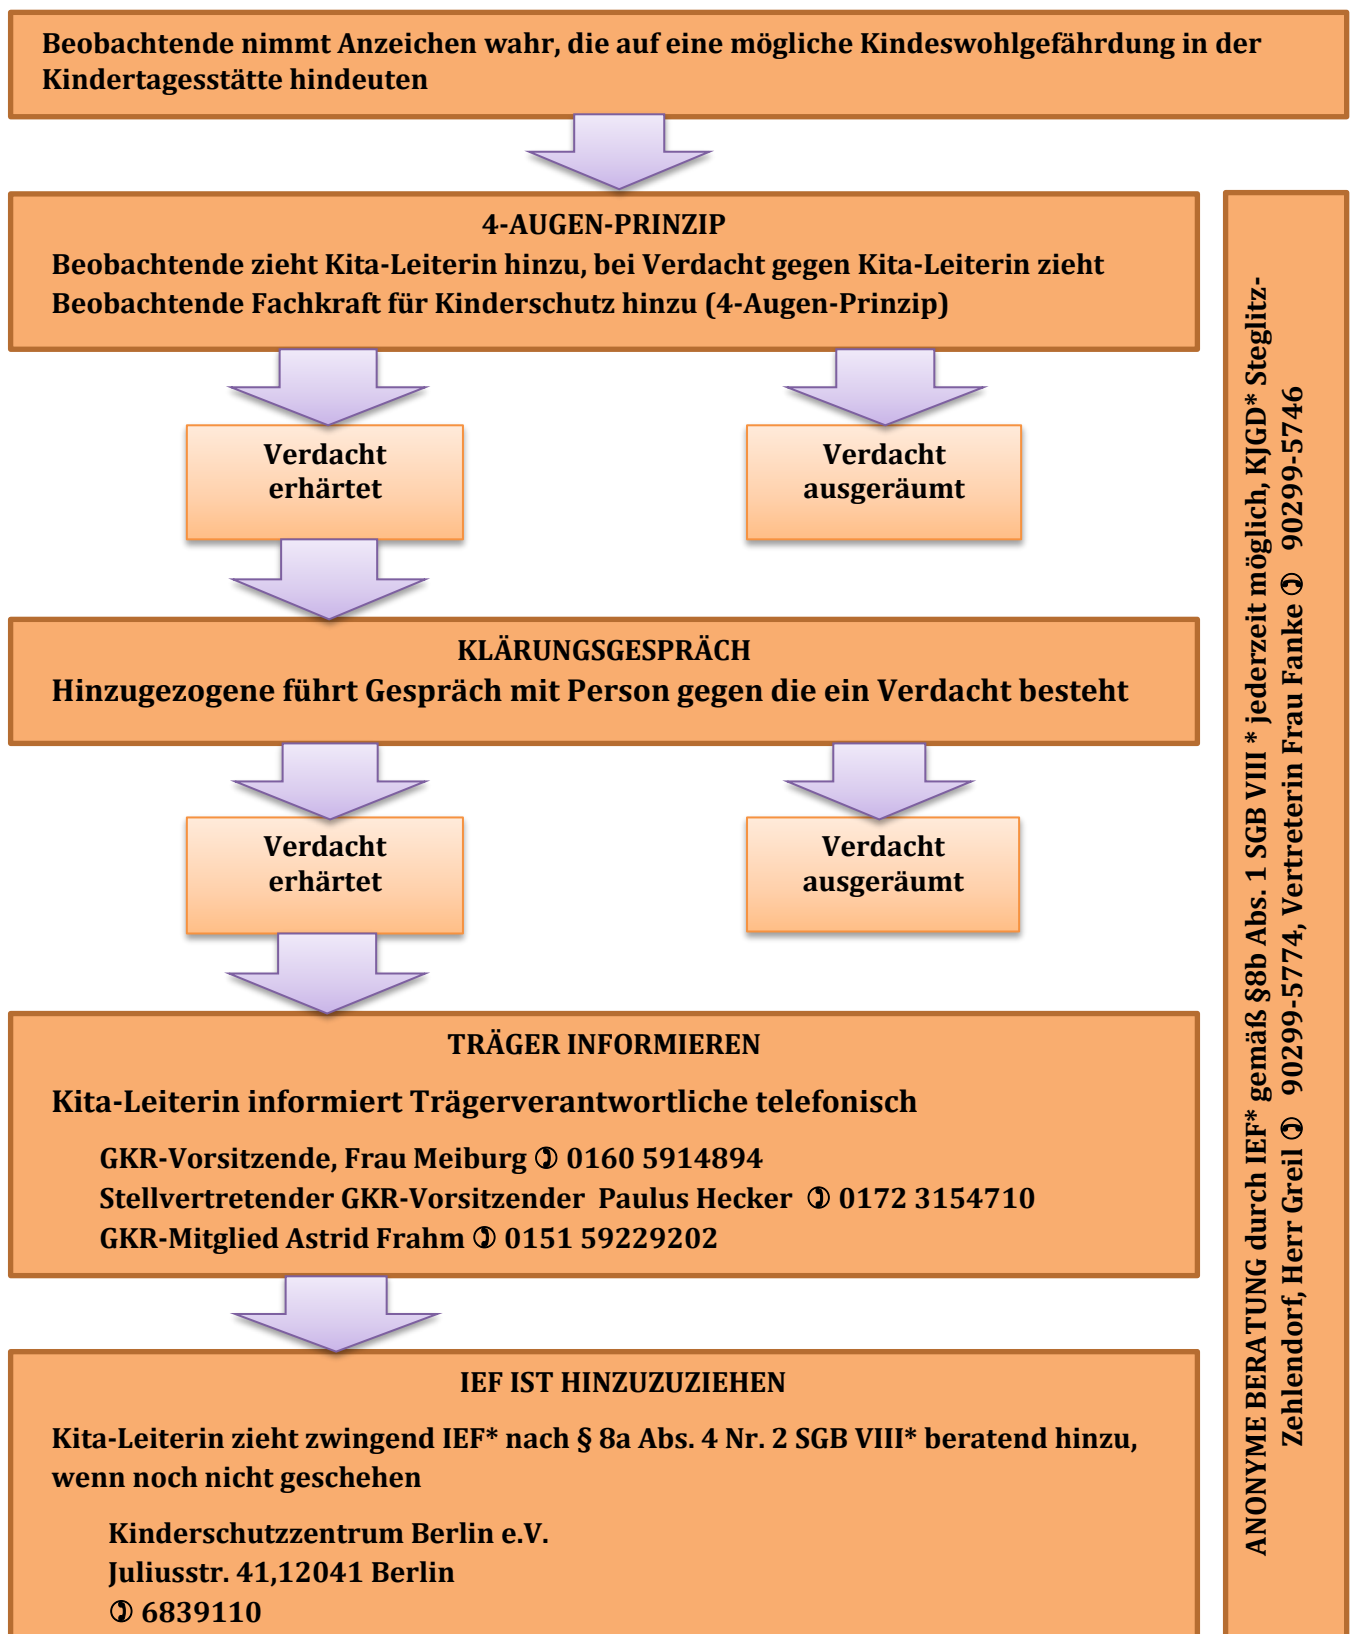 Beobachtende nimmt Anzeichen wahr, die auf eine mögliche Kindeswohlgefährdung in der
Kindertagesstätte hindeuten
4-AUGEN-PRINZIP
Beobachtende zieht Kita-Leiterin hinzu, bei Verdacht gegen Kita-Leiterin zieht
Beobachtende Fachkraft für Kinderschutz hinzu (4-Augen-Prinzip)
Verdacht
erhärtet
Verdacht
ausgeräumt
KLÄRUNGSGESPRÄCH
Hinzugezogene führt Gespräch mit Person gegen die ein Verdacht besteht
Verdacht
erhärtet
Verdacht
ausgeräumt
TRÄGER INFORMIEREN
Kita-Leiterin informiert Trägerverantwortliche telefonisch
GKR-Vorsitzende, Frau Meiburg ✆ 0160 5914894
Stellvertretender GKR-Vorsitzender Paulus Hecker ✆ 0172 3154710
GKR-Mitglied Astrid Frahm ✆ 0151 59229202
IEF IST HINZUZUZIEHEN
Kita-Leiterin zieht zwingend IEF* nach § 8a Abs. 4 Nr. 2 SGB VIII* beratend hinzu,
wenn noch nicht geschehen
Kinderschutzzentrum Berlin e.V.
Juliusstr. 41,12041 Berlin
✆ 6839110
ANONYME BERATUNG durch IEF* gemäß §8b Abs. 1 SGB VIII * jederzeit möglich, KJGD* Steglitz-
Zehlendorf, Herr Greil ✆ 90299-5774, Vertreterin Frau Fanke ✆ 90299-5746